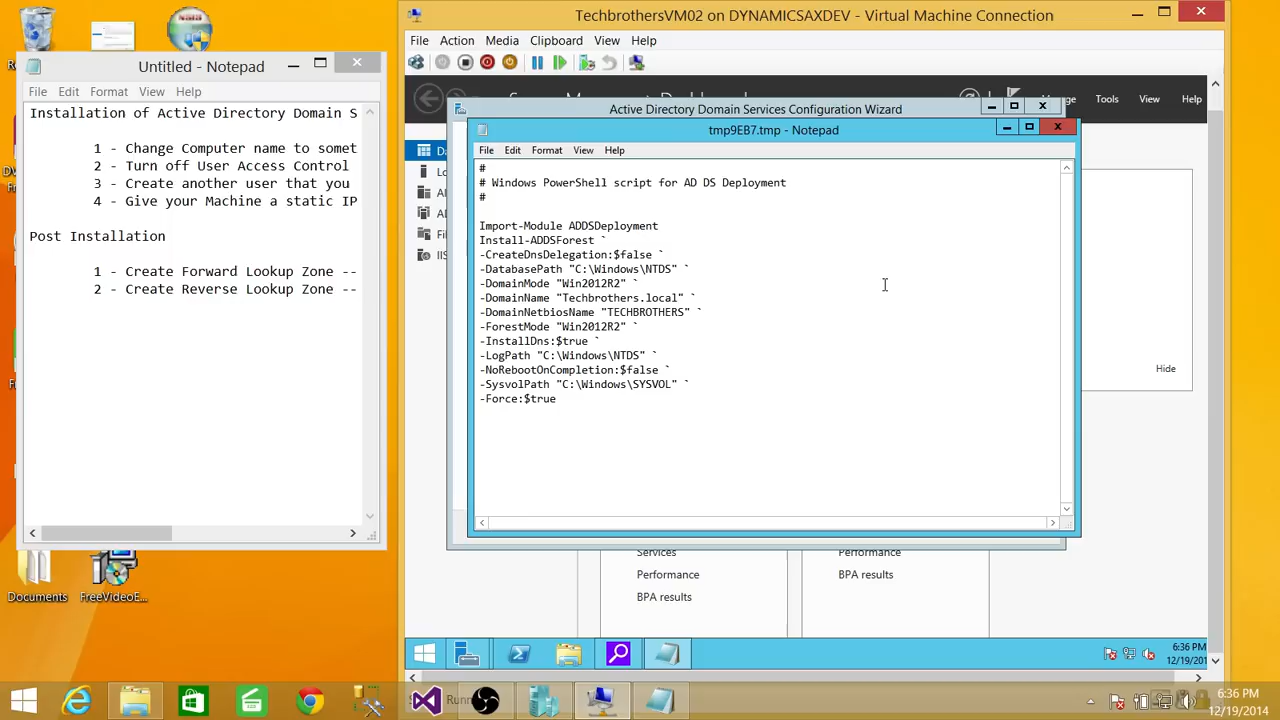 TechbrothersVM02 on DYNAMICSAXDEV - Virtual Machine Connection
File Action Media Clipboard View Help
Untitled - Notepad
File Edit Format View Help
Installation of Active Directory Domain S
1 - Change Computer name to somet
2 - Turn off User Access Control
3 - Create another user that you
4 - Give your Machine a static IP
Post Installation
1 - Create Forward Lookup Zone --
2 - Create Reverse Lookup Zone --
Tools View Help
Active Directory Domain Services Configuration Wizard
tmp9EB7.tmp - Notepad
File Edit Format View Help
#
# Windows PowerShell script for AD DS Deployment
#
Import-Module ADDSDeployment
Install-ADDSForest `
-CreateDnsDelegation:$false `
-DatabasePath "C:\Windows\NTDS" `
-DomainMode "Win2012R2" `
-DomainName "Techbrothers.local" `
-DomainNetbiosName "TECHBROTHERS" `
-ForestMode "Win2012R2" `
-InstallDns:$true `
-LogPath "C:\Windows\NTDS" `
-NoRebootOnCompletion:$false `
-SysvolPath "C:\Windows\SYSVOL" `
-Force:$true
Hide
Services
Performance
BPA results
Performance
BPA results
6:36 PM
12/19/201
Documents
FreeVideoE...
6:36 PM
12/19/2014